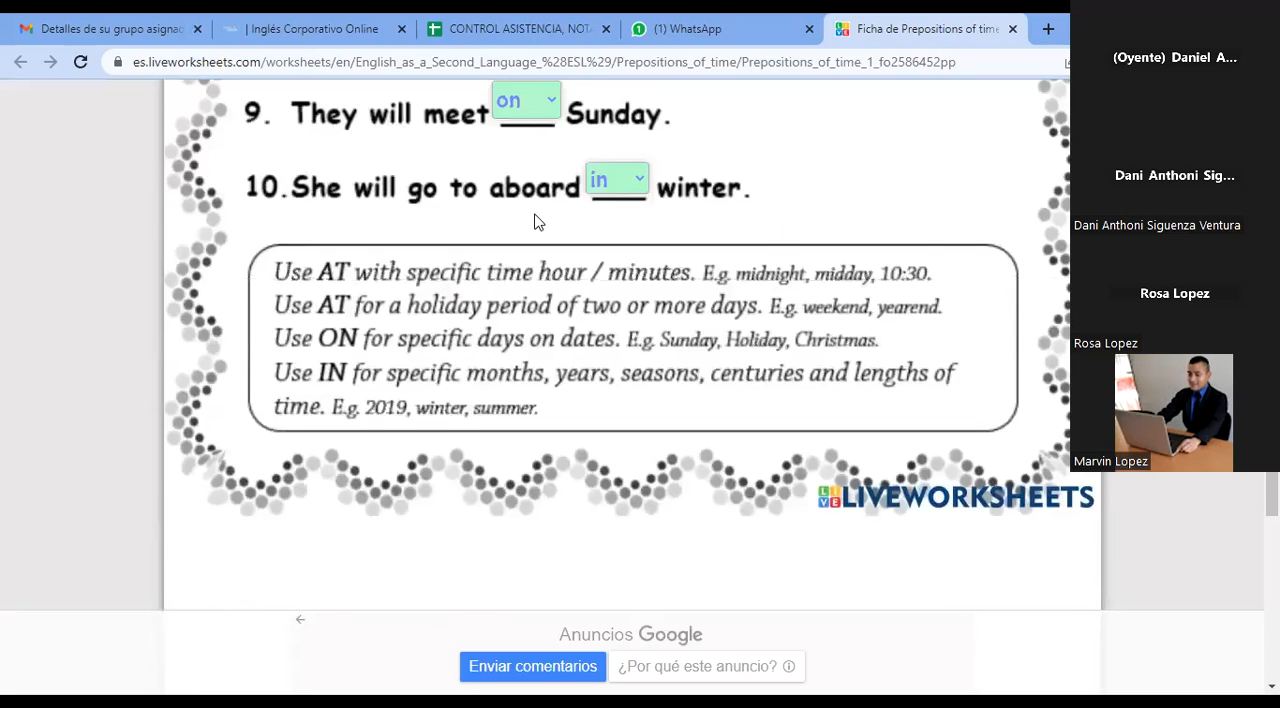 Detalles de su grupo asignac
Inglés Corporativo Online
CONTROL ASISTENCIA, NOTA
(1) WhatsApp
Ficha de Prepositions of time
es.liveworksheets.com/worksheets/en/English_as_a_Second_Language_%28ESL%29/Prepositions_of_time/Prepositions_of_time_1_fo2586452pp
(Oyente) Daniel A...
Dani Anthoni Sig...
Dani Anthoni Siguenza Ventura
Rosa Lopez
Rosa Lopez
Marvin Lopez
9. They will meet on Sunday.
10. She will go to aboard in winter.
Use AT with specific time hour / minutes. E.g. midnight, midday, 10:30.
Use AT for a holiday period of two or more days. E.g. weekend, yearend.
Use ON for specific days on dates. E.g. Sunday, Holiday, Christmas.
Use IN for specific months, years, seasons, centuries and lengths of
time. E.g. 2019, winter, summer.
LIVE LIVEWORKSHEETS
Anuncios Google
Enviar comentarios
¿Por qué este anuncio?